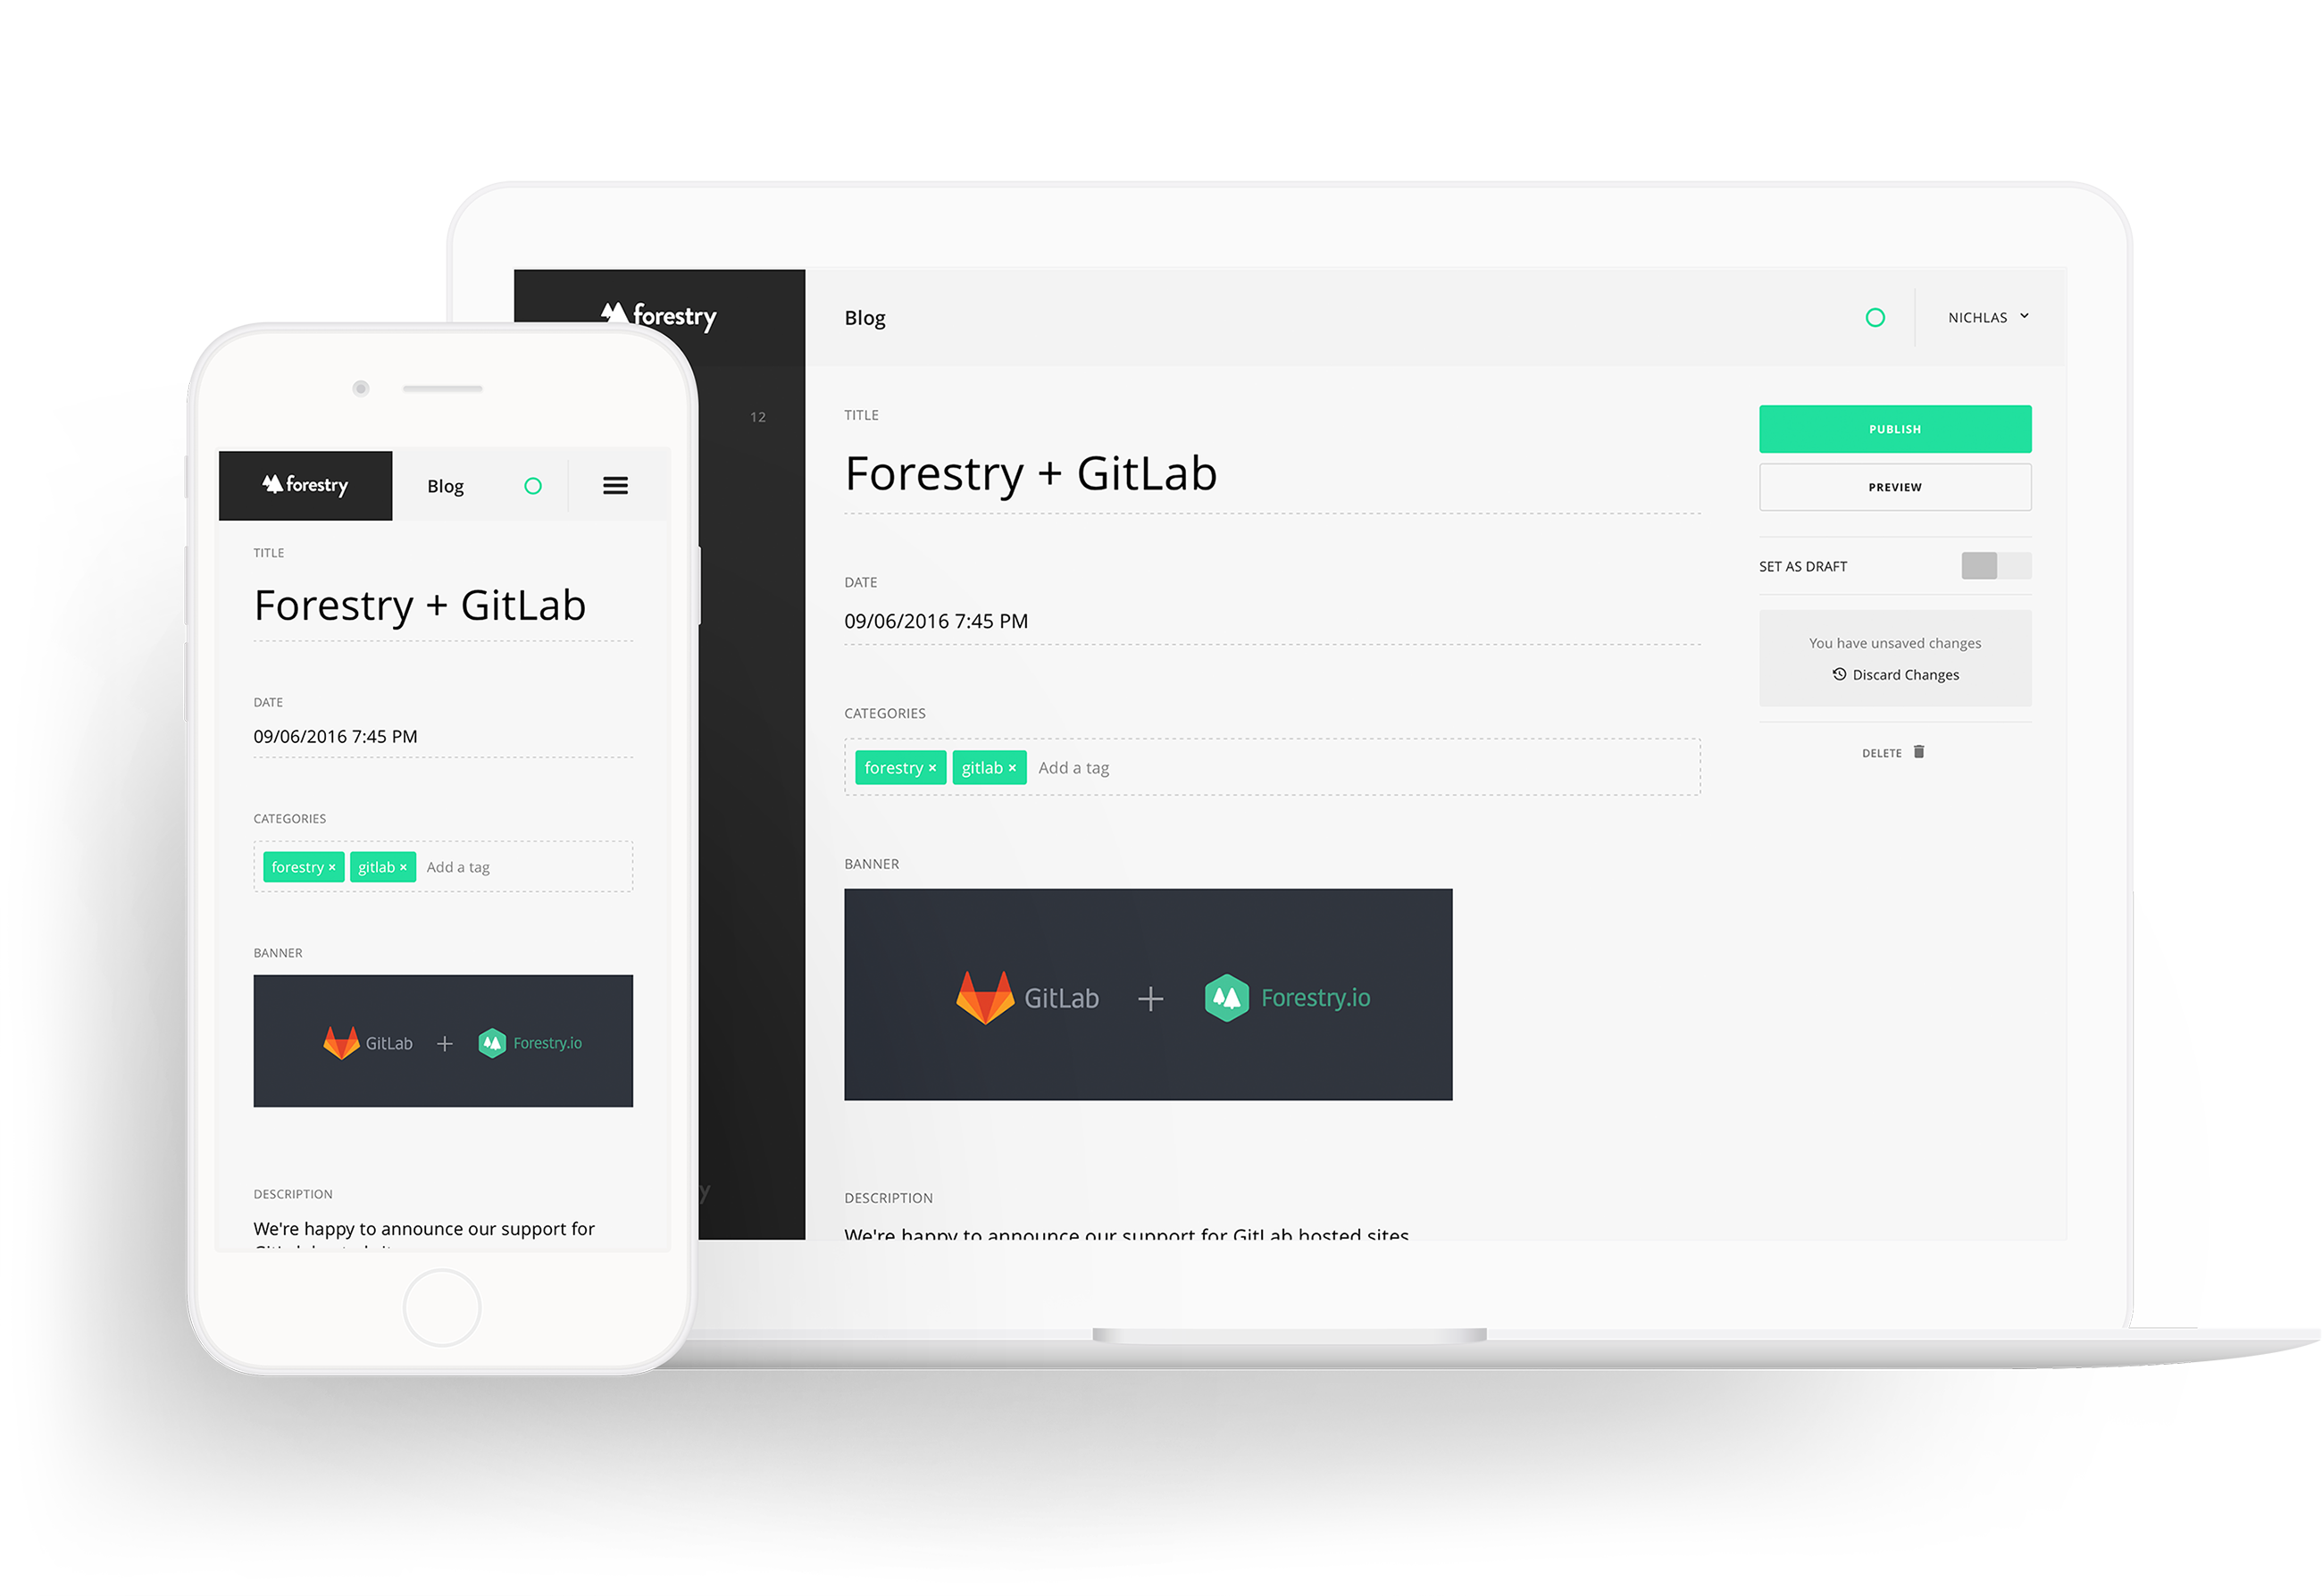 forestry
Blog
TITLE
Forestry + GitLab
DATE
09/06/2016 7:45 PM
CATEGORIES
forestry × gitlab × Add a tag
BANNER
GitLab + Forestry.io
DESCRIPTION
We're happy to announce our support for
forestry
12
Blog
NICHLAS
TITLE
Forestry + GitLab
DATE
09/06/2016 7:45 PM
CATEGORIES
forestry × gitlab × Add a tag
BANNER
GitLab + Forestry.io
DESCRIPTION
We're happy to announce our support for GitLab hosted sites
PUBLISH
PREVIEW
SET AS DRAFT
You have unsaved changes
Discard Changes
DELETE